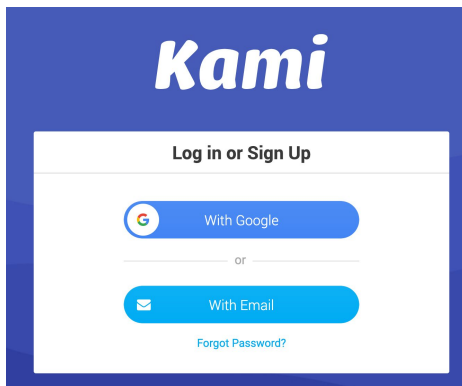 Kami
Log in or Sign Up
With Google
or
With Email
Forgot Password?